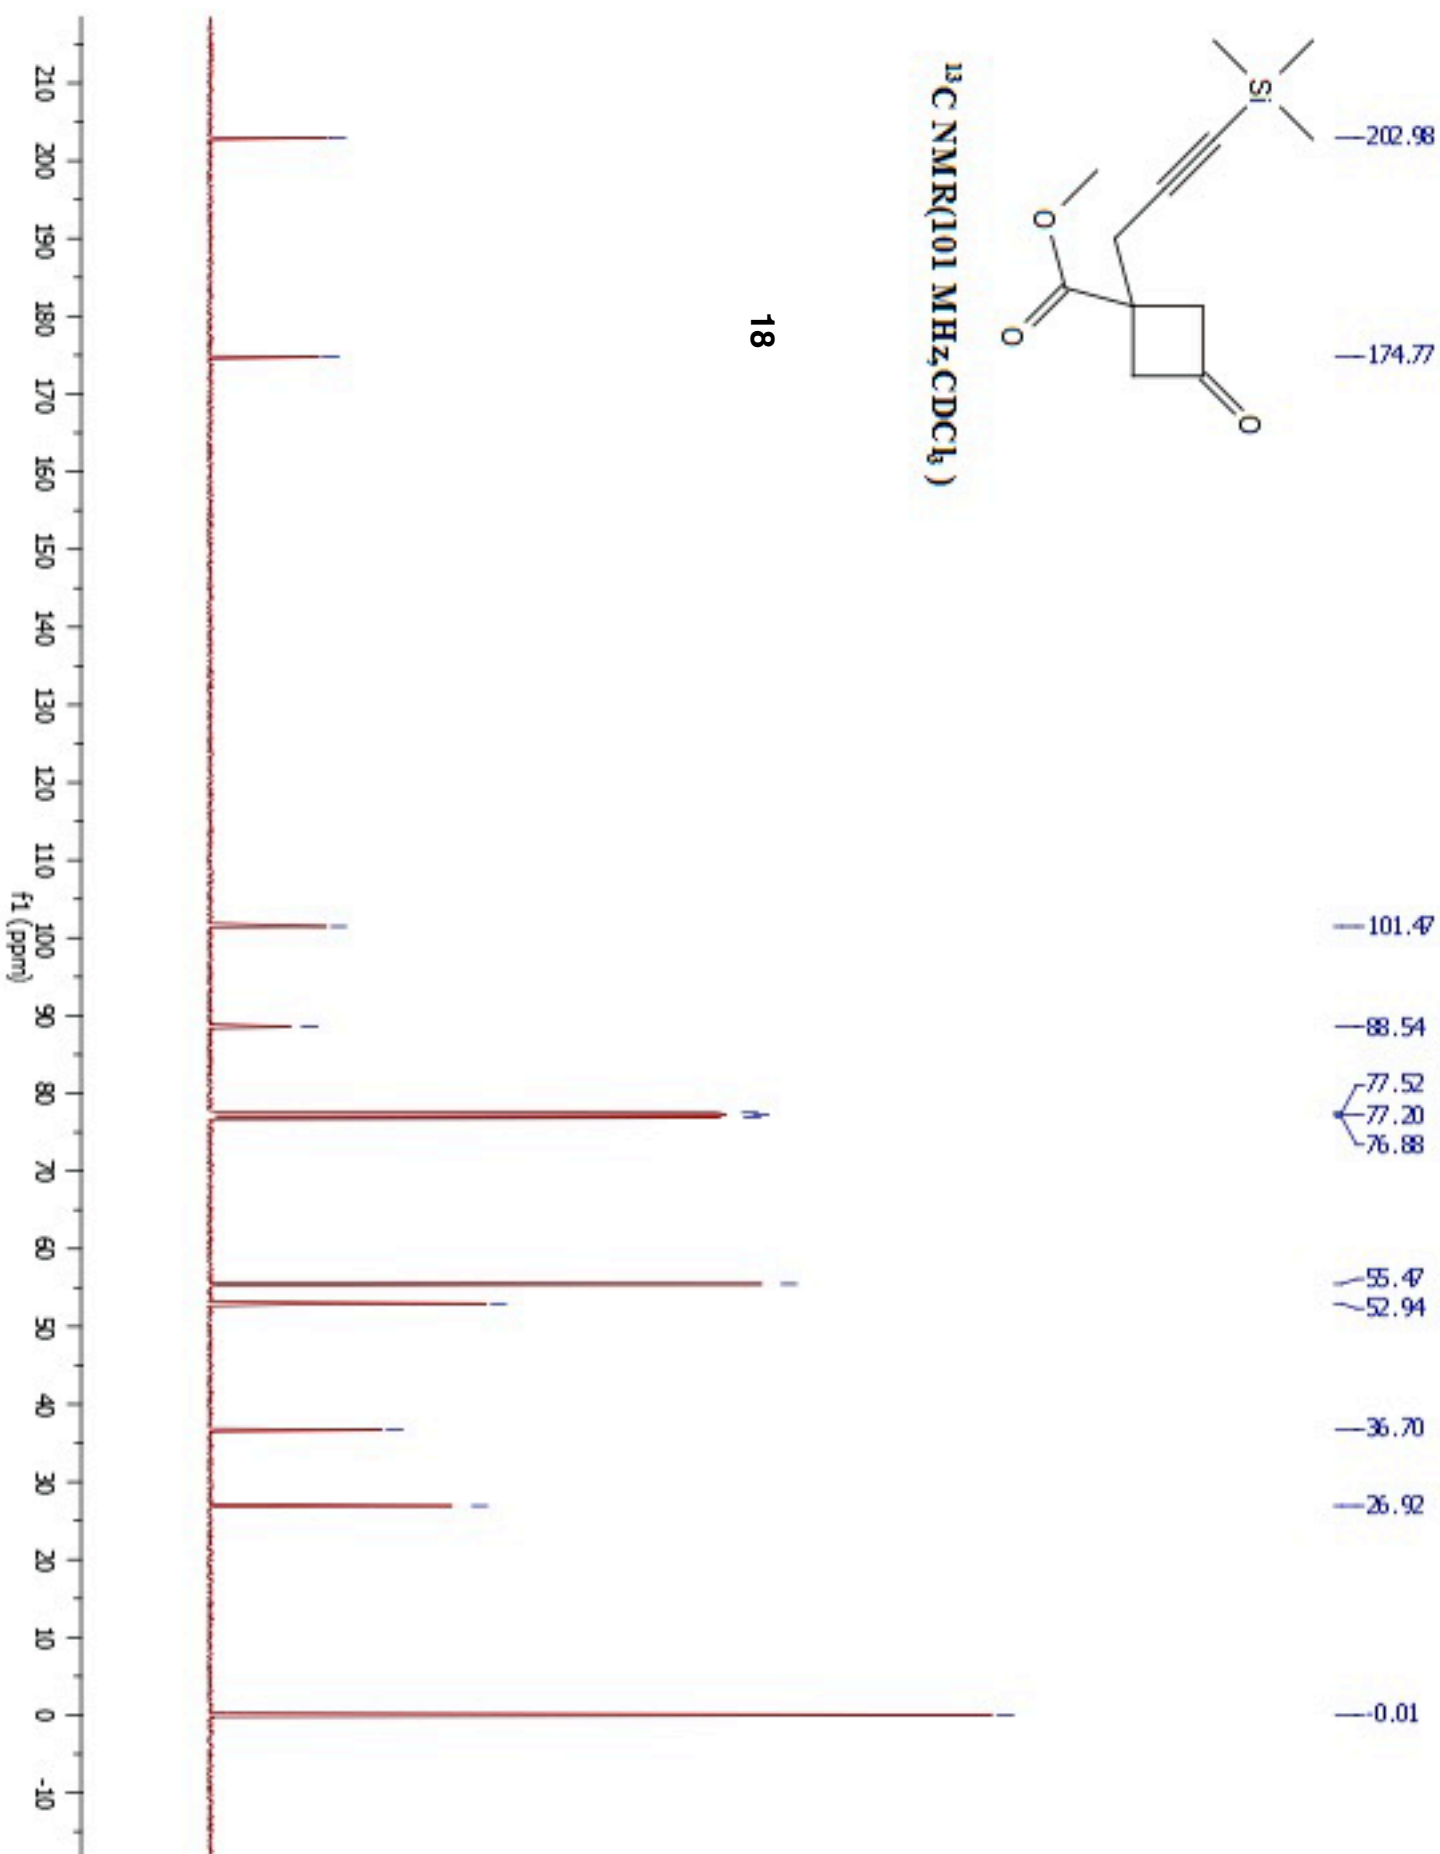 202.98
174.77
101.47
88.54
77.52
77.20
76.88
55.47
52.94
36.70
26.92
-0.01
Si
O
O
O
¹³C NMR(101 MHz,CDCl₃ )
18
210 200 190 180 170 160 150 140 130 120 110 100 90 80 70 60 50 40 30 20 10 0 -10
f1 (ppm)